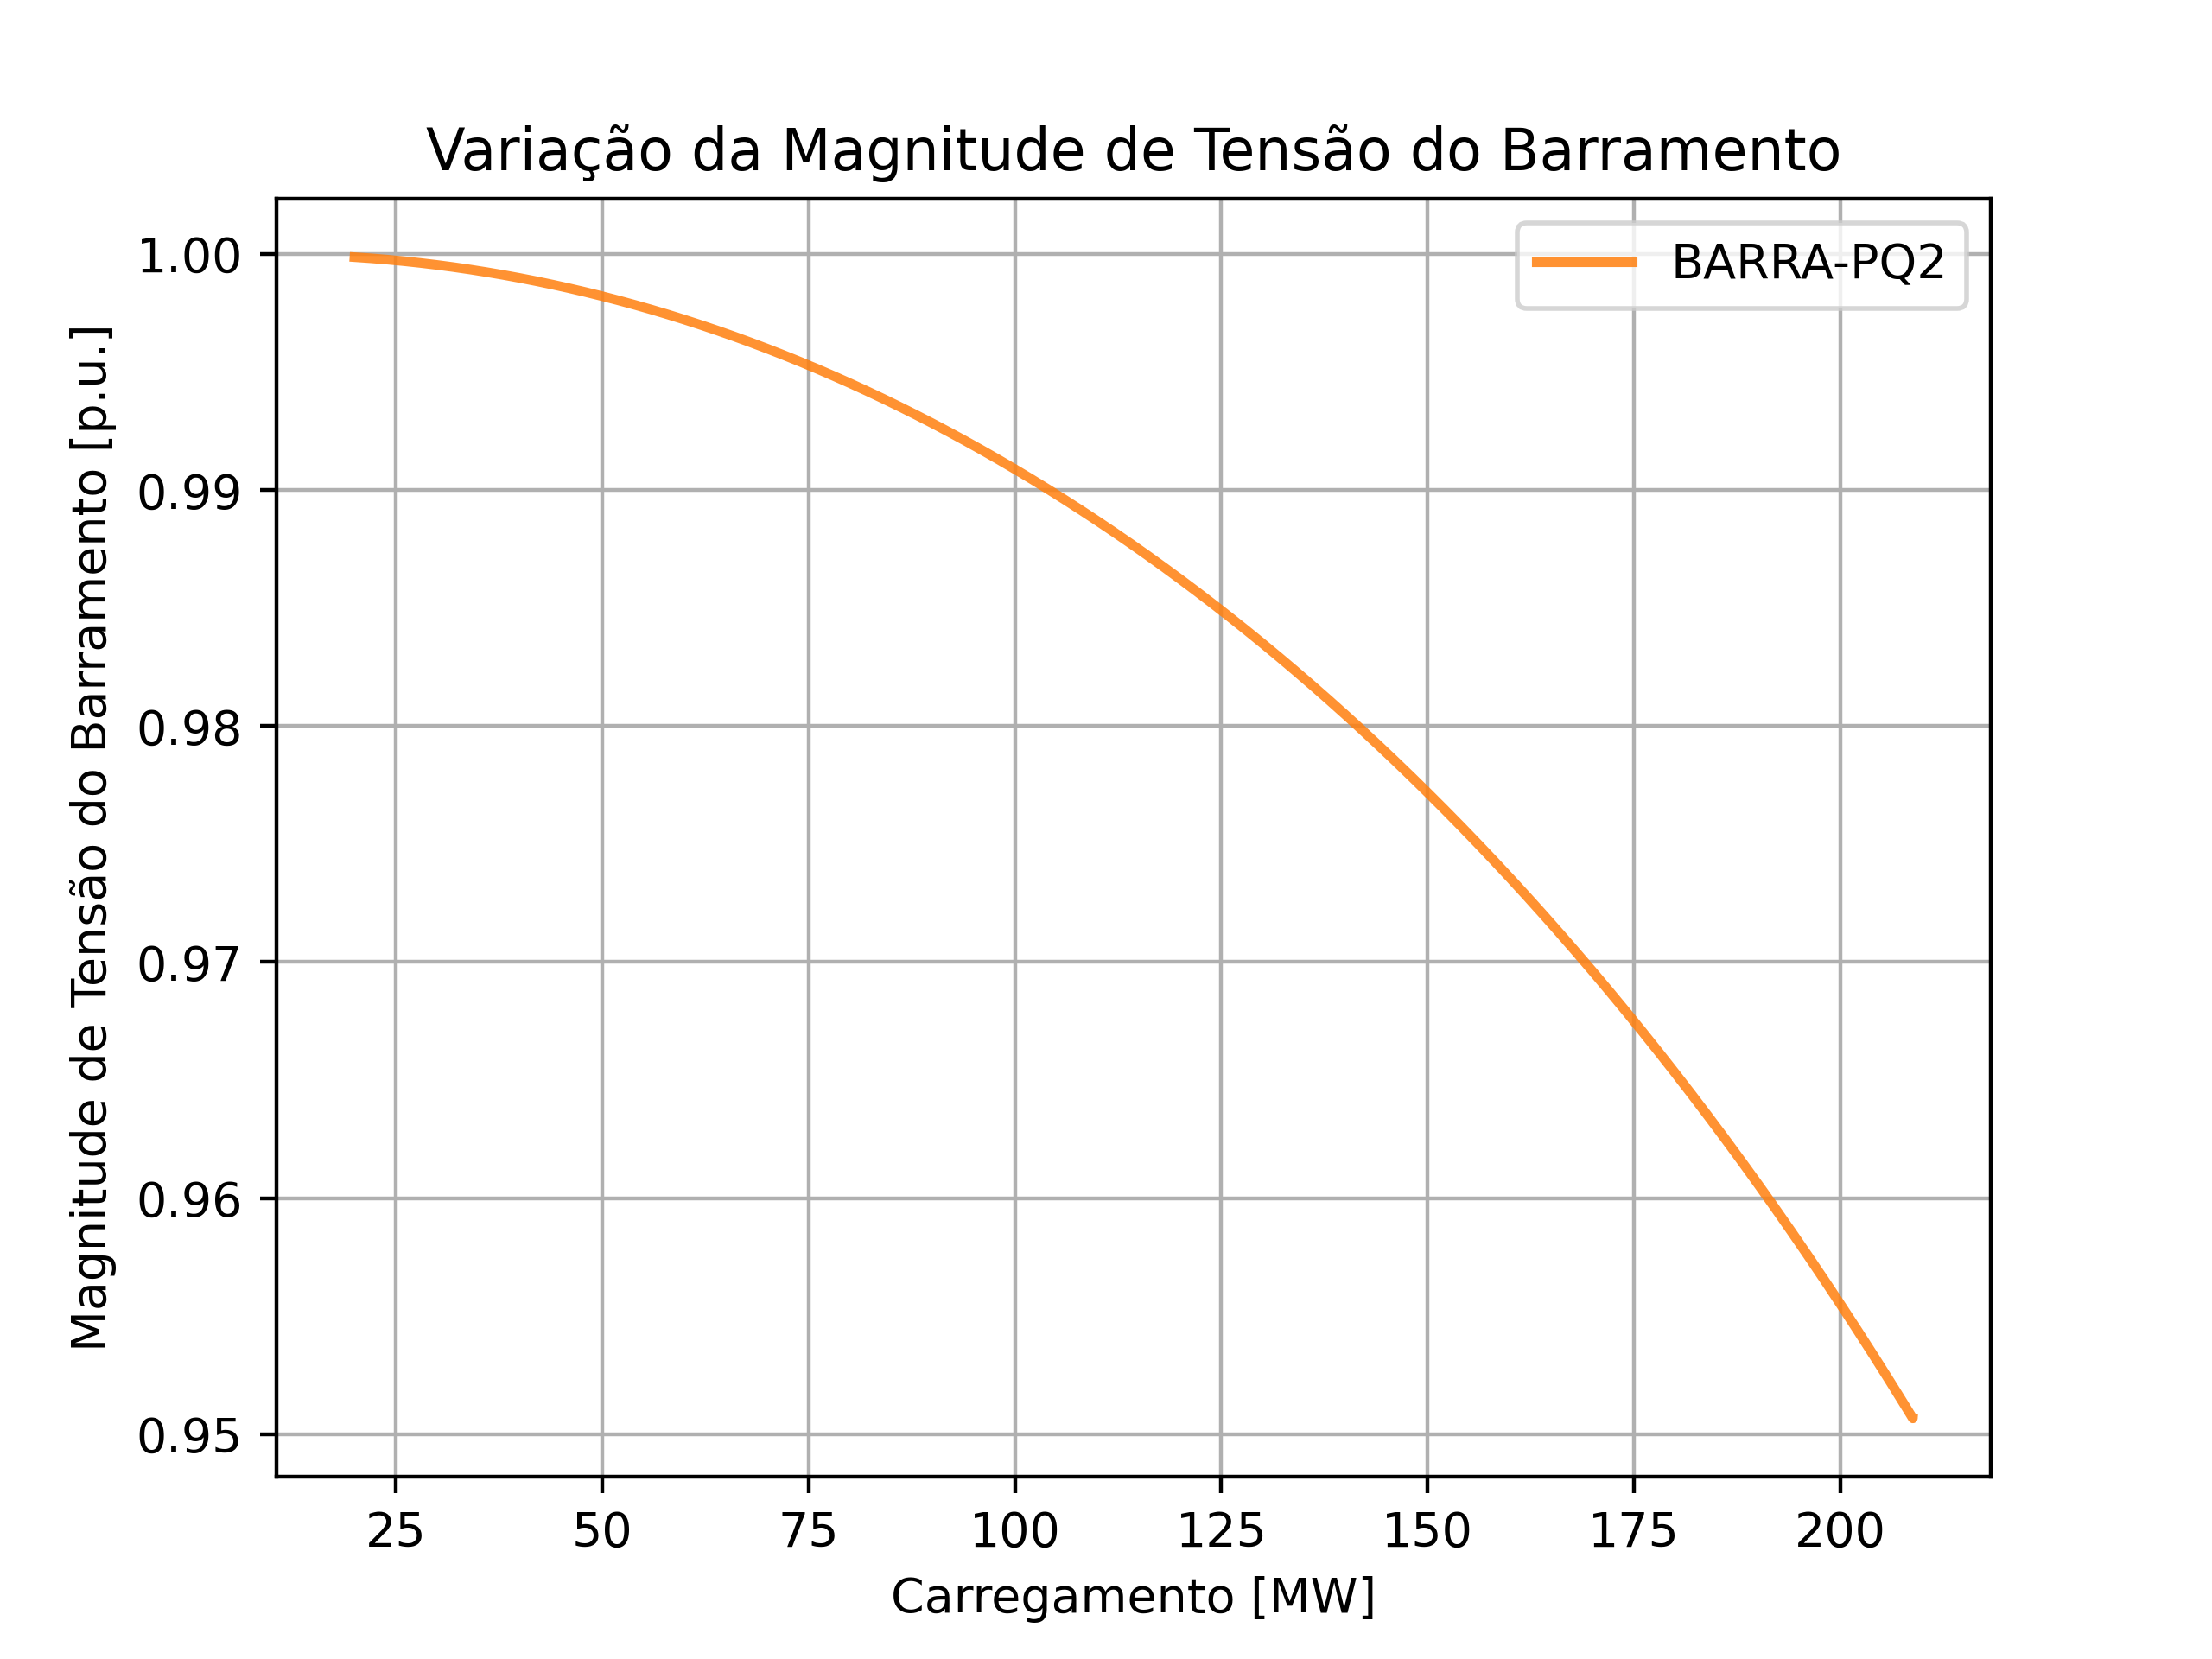 Variação da Magnitude de Tensão do Barramento
BARRA-PQ2
Magnitude de Tensão do Barramento [p.u.]
1.00
0.99
0.98
0.97
0.96
0.95
25 50 75 100 125 150 175 200
Carregamento [MW]